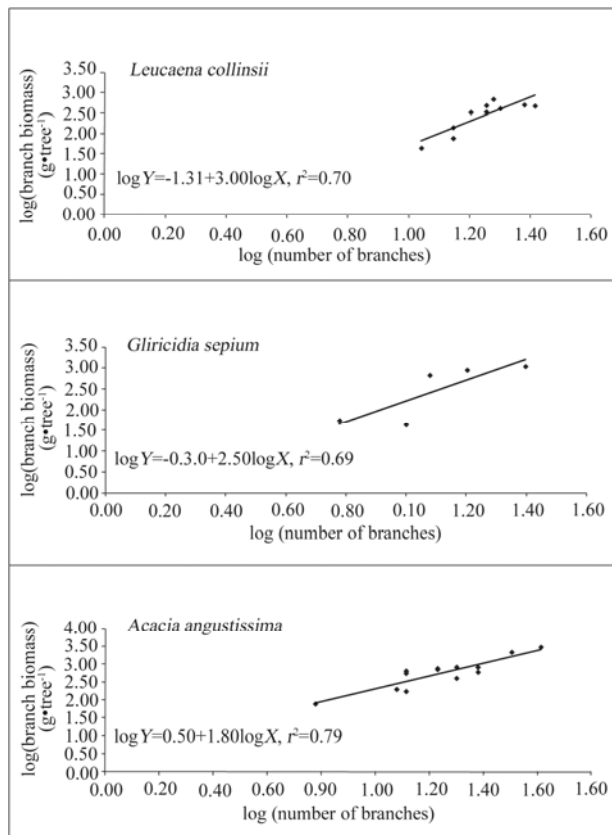 3.50
3.00
2.50
2.00
1.50
1.00
0.50
0.00
log(branch biomass)
(g•tree⁻¹)
Leucaena collinsii
logY=-1.31+3.00logX, r²=0.70
0.00 0.20 0.40 0.60 0.80 1.00 1.20 1.40 1.60
log (number of branches)
3.50
3.00
2.50
2.00
1.50
1.00
0.50
0.00
log(branch biomass)
(g•tree⁻¹)
Gliricidia sepium
logY=-0.3.0+2.50logX, r²=0.69
0.00 0.20 0.40 0.60 0.80 0.10 1.20 1.40 1.60
log (number of branches)
4.00
3.50
3.00
2.50
2.00
1.50
1.00
0.50
0.00
log(branch biomass)
(g•tree⁻¹)
Acacia angustissima
logY=0.50+1.80logX, r²=0.79
0.00 0.20 0.40 0.60 0.90 1.00 1.20 1.40 1.60 1.80
log (number of branches)